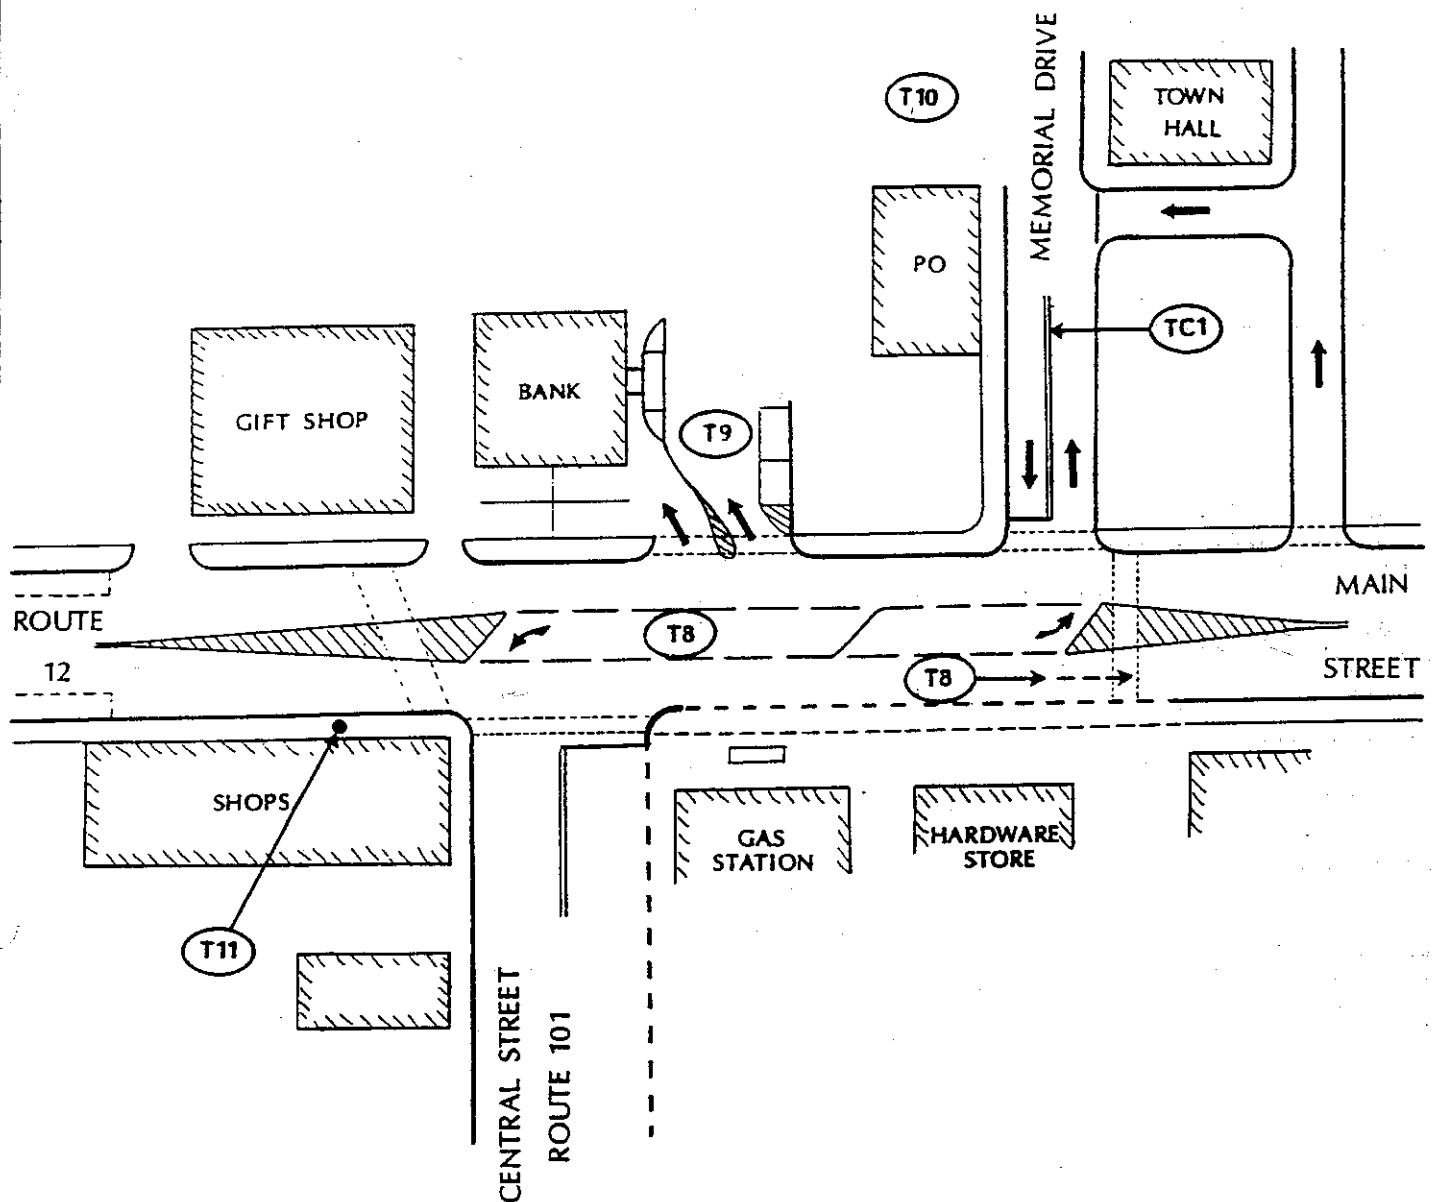 MEMORIAL DRIVE
T10
TOWN
HALL
PO
TC1
GIFT SHOP
BANK
T9
ROUTE
12
MAIN
STREET
T8
T8
SHOPS
GAS
STATION
HARDWARE
STORE
T11
CENTRAL STREET
ROUTE 101